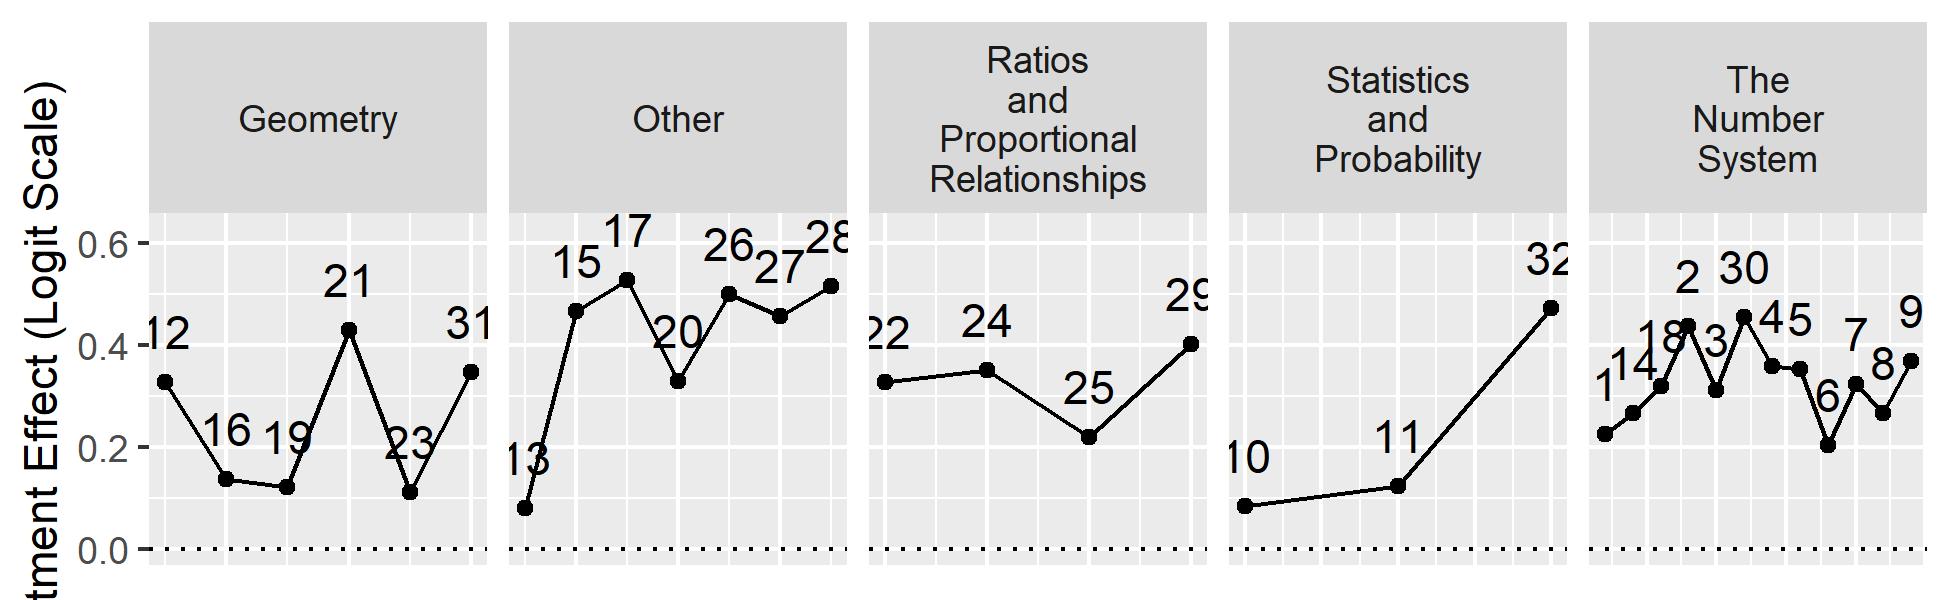 Geometry
Other
Ratios
and
Proportional
Relationships
Statistics
and
Probability
The
Number
System
tment Effect (Logit Scale)
0.6
0.4
0.2
0.0
12
16
19
21
23
31
13
15
17
20
26
27
28
22
24
25
29
10
11
32
1
14
18
2
3
30
4
5
6
7
8
9